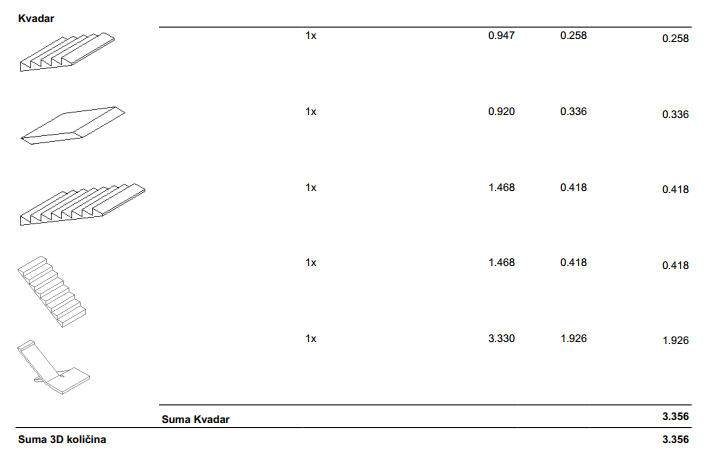 Kvadar
1x 0.947 0.258 0.258
1x 0.920 0.336 0.336
1x 1.468 0.418 0.418
1x 1.468 0.418 0.418
1x 3.330 1.926 1.926
Suma Kvadar 3.356
Suma 3D količina 3.356